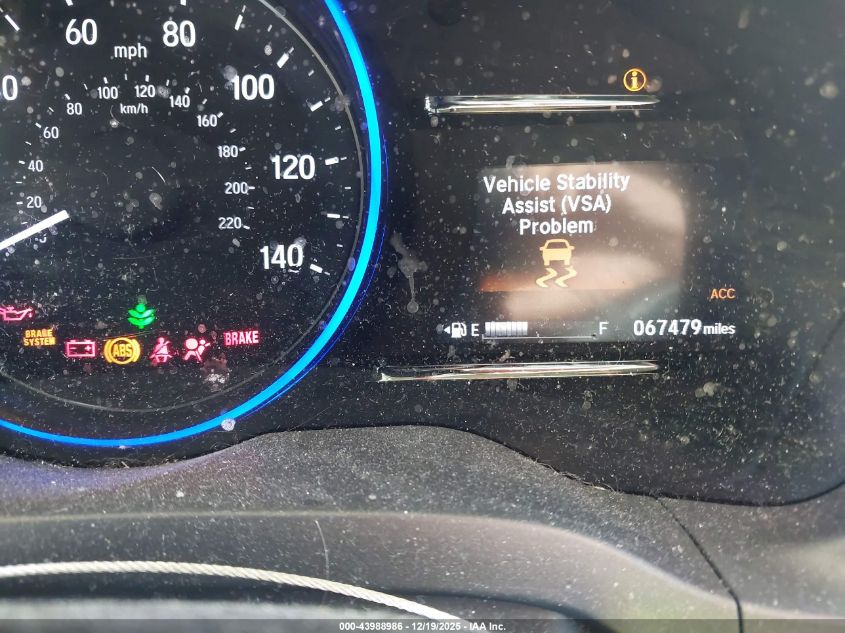 60
80
mph
100
120
140
20
40
60
80
100
120
140
km/h
160
180
200
220
BRAKE
SYSTEM
ABS
BRAKE
i
Vehicle Stability
Assist (VSA)
Problem
ACC
E
F
067479 miles
000-43988986 - 12/19/2025 - IAA Inc.